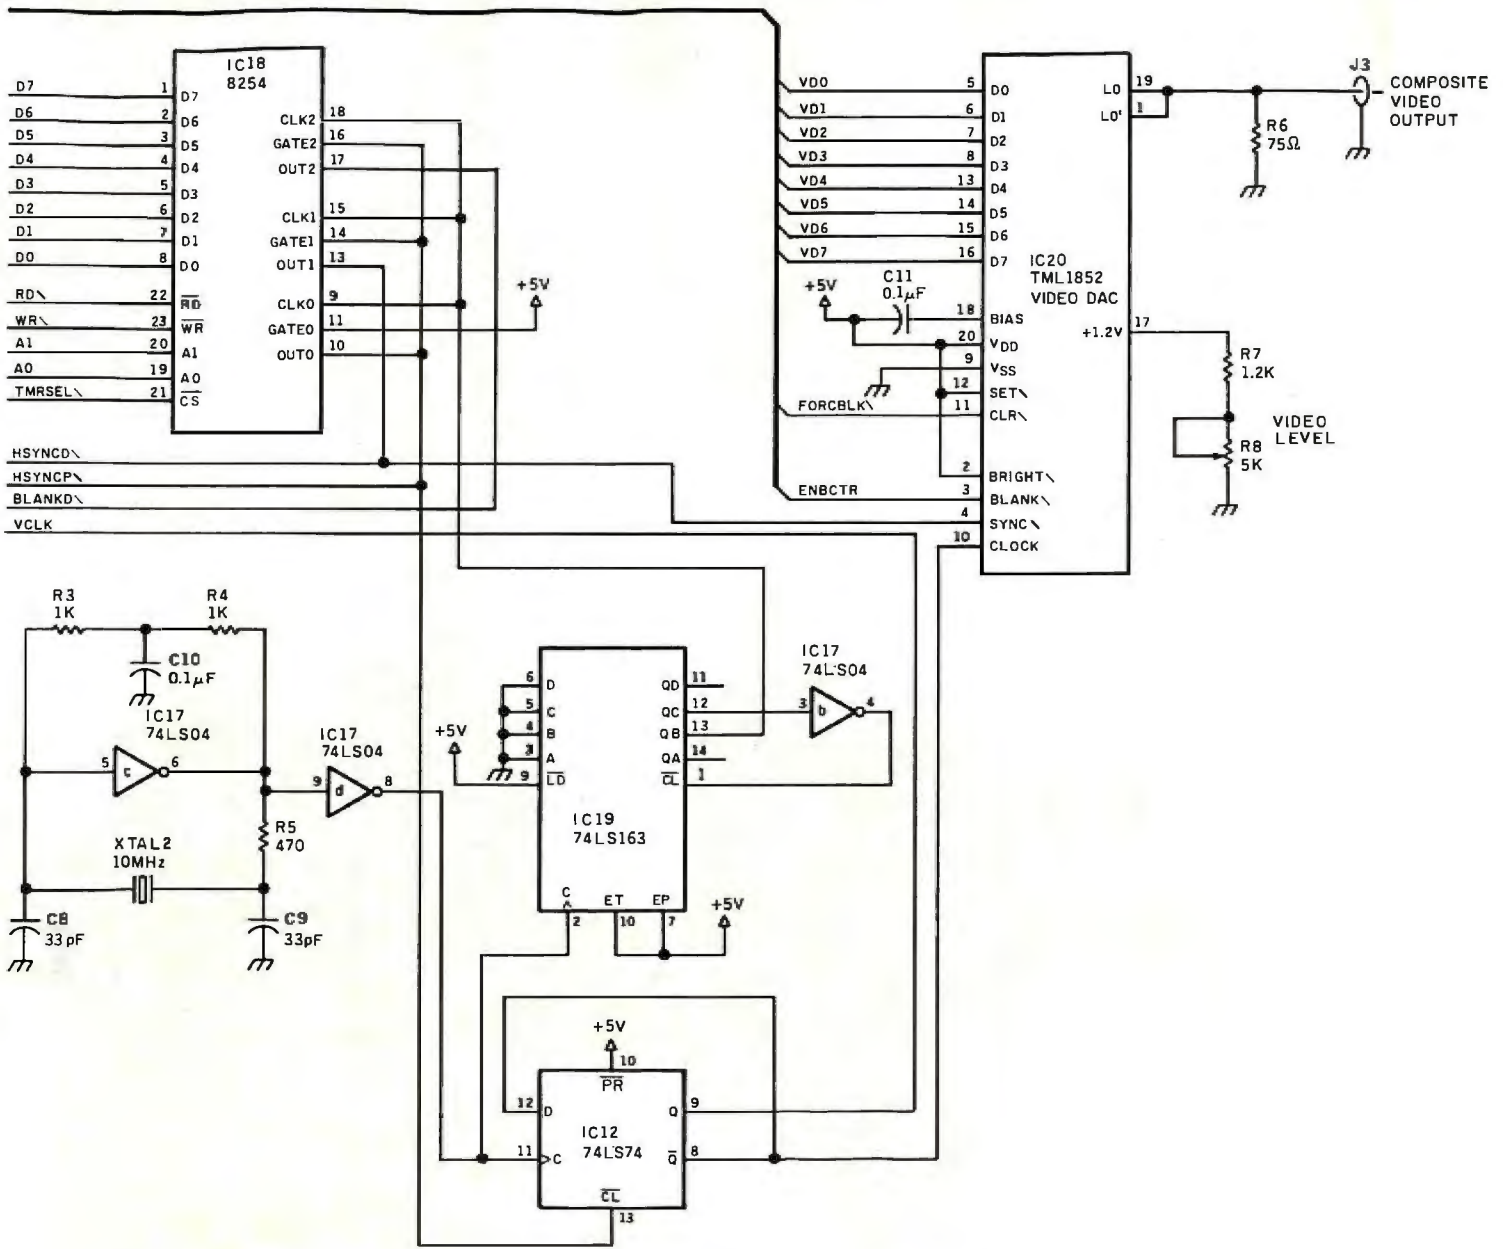 IC18
8254
D7 1 D7
D6 2 D6
D5 3 D5
D4 4 D4
D3 5 D3
D2 6 D2
D1 7 D1
D0 8 D0
RD\ 22 RD
WR\ 23 WR
A1 20 A1
A0 19 A0
TMRSEL\ 21 CS
CLK2 18
GATE2 16
OUT2 17
CLK1 15
GATE1 14
OUT1 13
CLK0 9
GATE0 11
OUT0 10
+5V
HSYNCD\
HSYNCP\
BLANKD\
VCLK
VD0 5 D0
VD1 6 D1
VD2 7 D2
VD3 8 D3
VD4 13 D4
VD5 14 D5
VD6 15 D6
VD7 16 D7
IC20
TML1852
VIDEO DAC
+5V
C11
0.1µF
18 BIAS
20 VDD
9 VSS
12 SET\
FORCBLK\ 11 CLR\
2 BRIGHT\
ENBCTR 3 BLANK\
4 SYNC\
10 CLOCK
LO 19
LO' 1
+1.2V 17
R6
75Ω
J3
COMPOSITE
VIDEO
OUTPUT
R7
1.2K
VIDEO
LEVEL
R8
5K
R3
1K
R4
1K
C10
0.1µF
IC17
74LS04
5 c 6
IC17
74LS04
9 d 8
R5
470
XTAL2
10MHz
C8
33pF
C9
33pF
+5V
6 D
5 C
4 B
3 A
9 LD
QD 11
QC 12
QB 13
QA 14
CL 1
IC19
74LS163
C ET EP
2 10 7
+5V
IC17
74LS04
3 b 4
+5V
10
PR
12 D
11 C
IC12
74LS74
Q 9
Q 8
CL
13